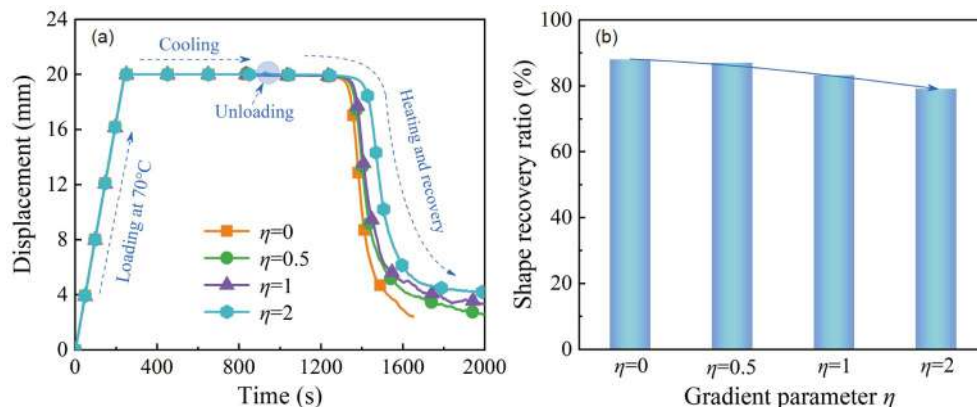 (a)
24
20
16
12
8
4
0
Displacement (mm)
Cooling
Unloading
Loading at 70°C
Heating and recovery
η=0
η=0.5
η=1
η=2
0 400 800 1200 1600 2000
Time (s)
(b)
100
80
60
40
20
0
Shape recovery ratio (%)
η=0 η=0.5 η=1 η=2
Gradient parameter η